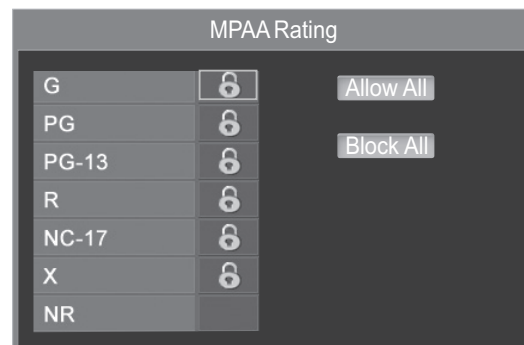 MPAA Rating
G
Allow All
PG
Block All
PG-13
R
NC-17
X
NR